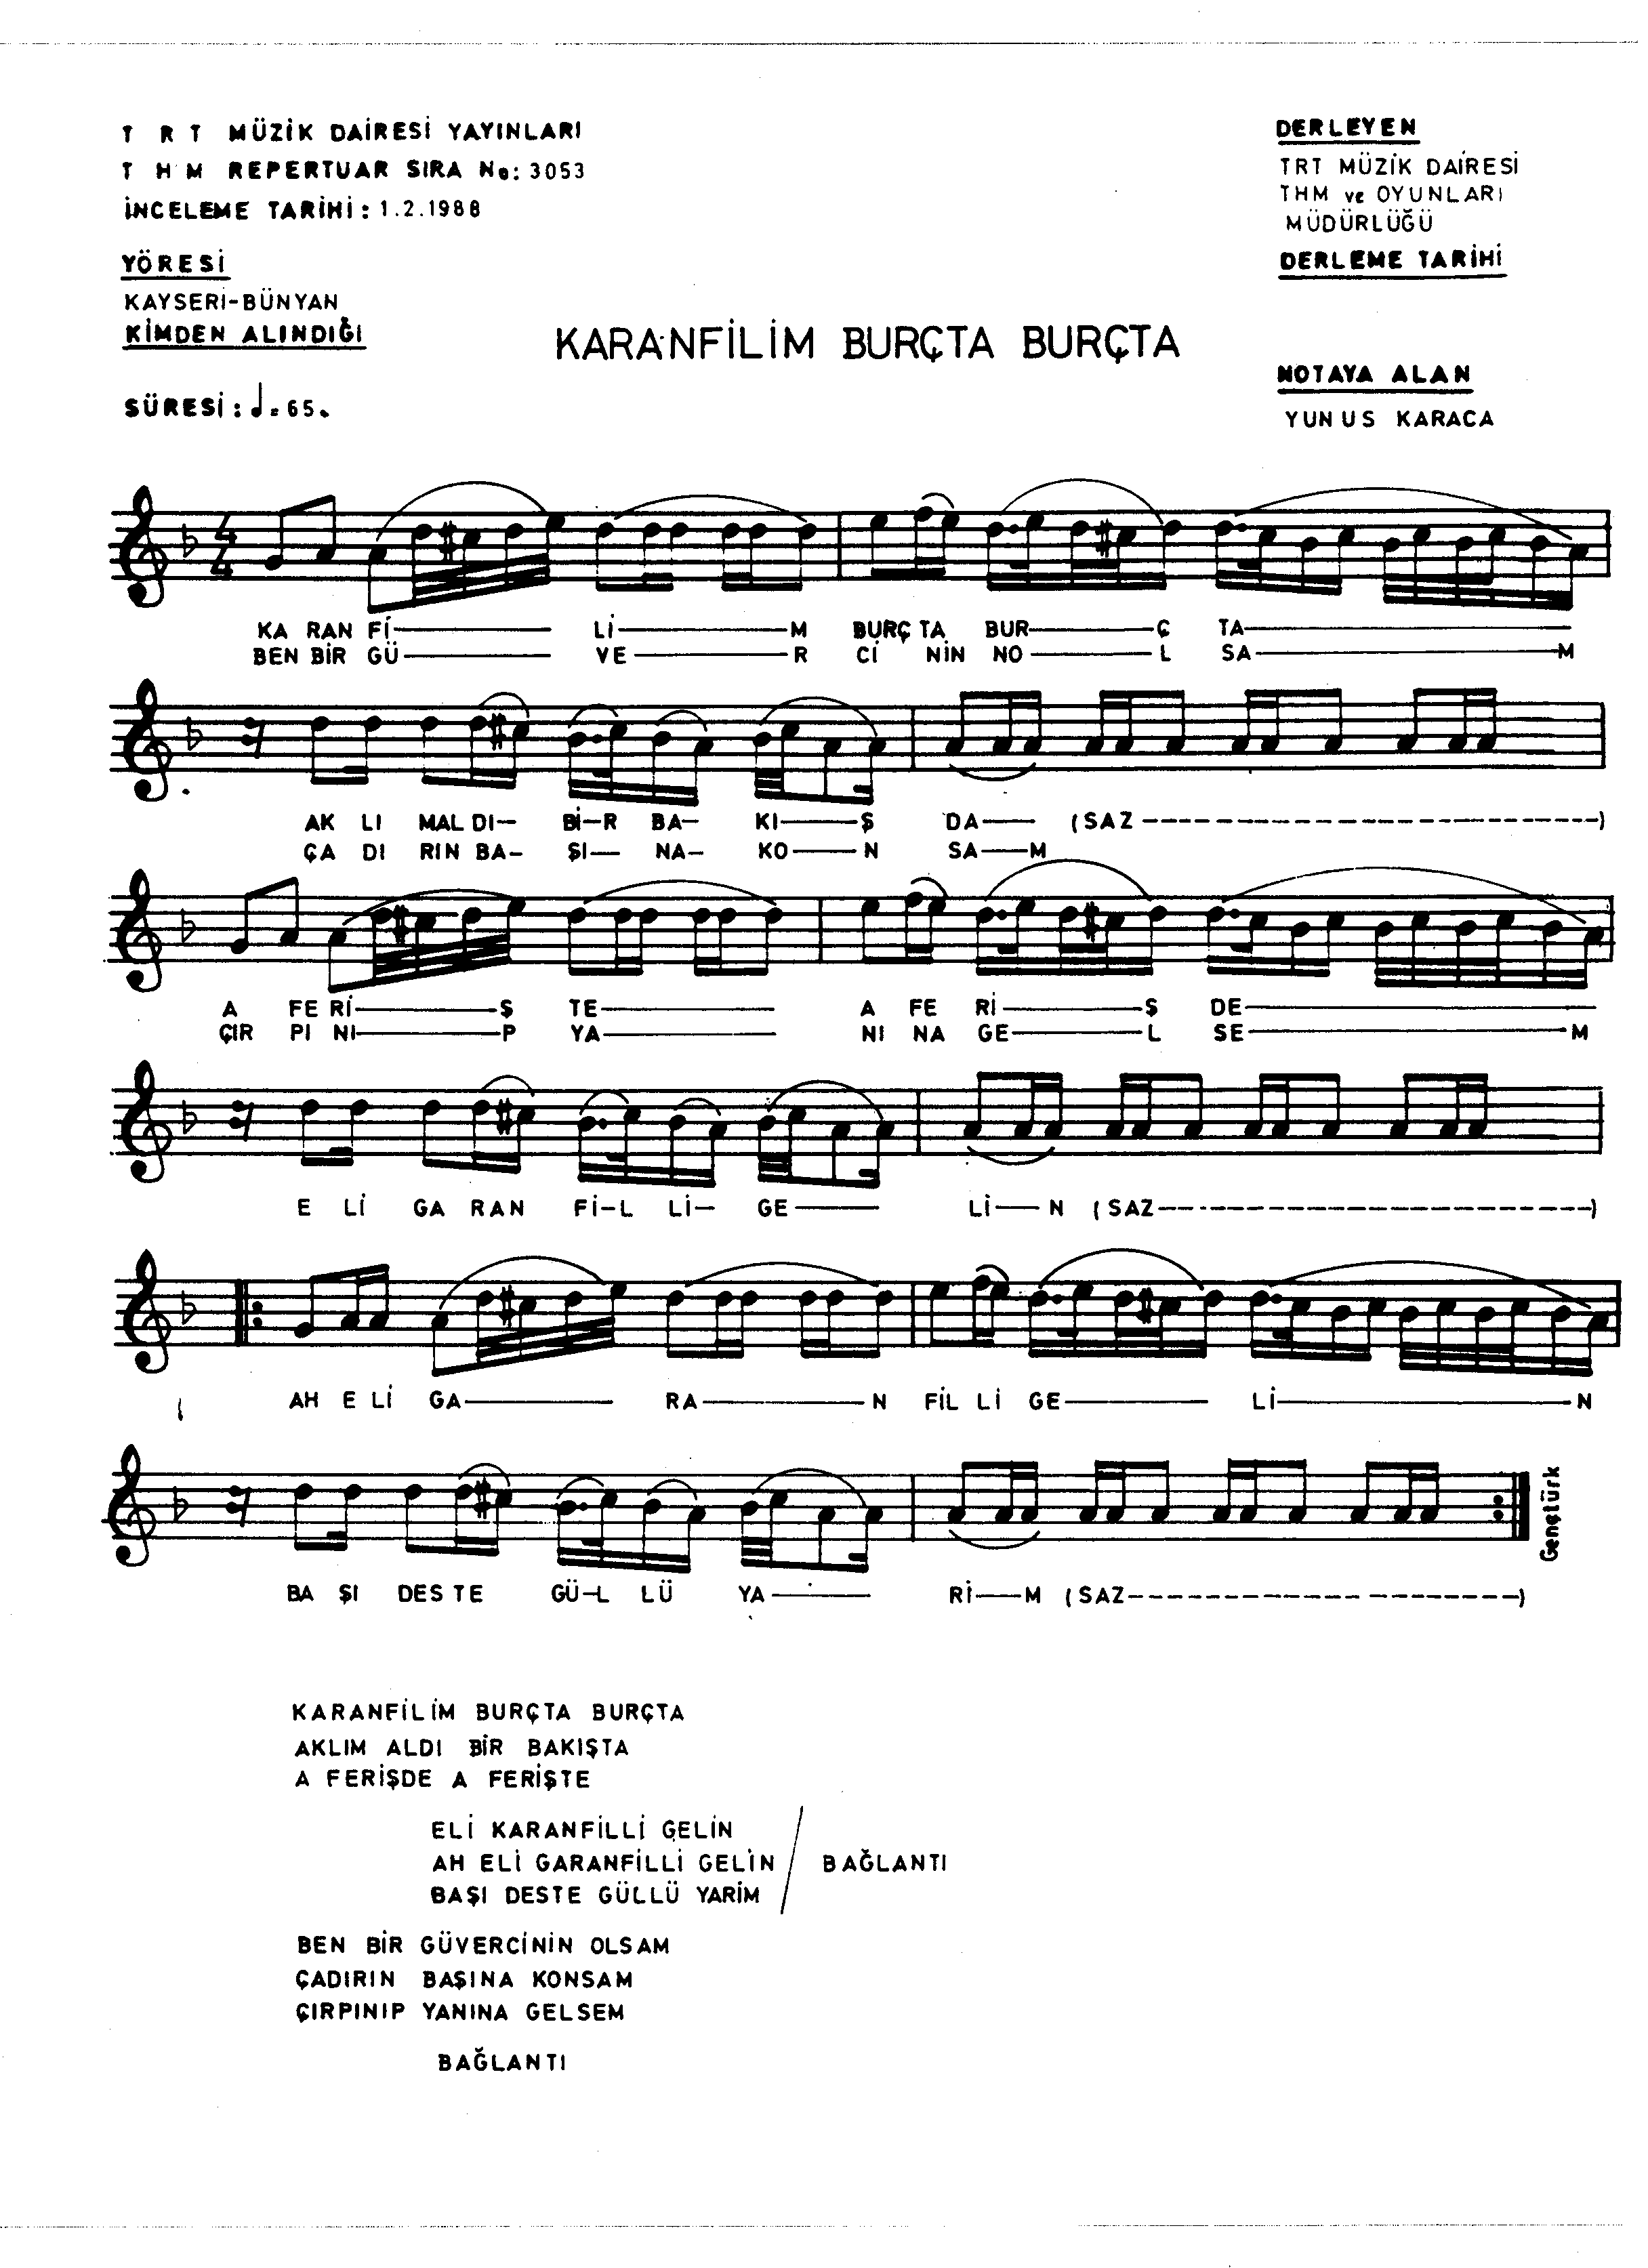 T R T MÜZİK DAİRESİ YAYINLARI
T H M REPERTUAR SIRA No: 3053
İNCELEME TARİHİ : 1.2.1988
YÖRESİ
KAYSERİ-BÜNYAN
KİMDEN ALINDIĞI
SÜRESİ : ♩= 65.
DERLEYEN
TRT MÜZİK DAİRESİ
THM ve OYUNLARI
MÜDÜRLÜĞÜ
DERLEME TARİHİ
KARANFİLİM BURÇTA BURÇTA
NOTAYA ALAN
YUNUS KARACA
4
4
KA RAN Fİ—— Lİ—— M BURÇ TA BUR—— Ç TA——
BEN BİR GÜ—— VE—— R Cİ NİN NO—— L SA—— M
AK LI MAL DI— Bİ—R BA— KI—— Ş DA—— (SAZ ----------)
ÇA DI RIN BA— ŞI— NA— KO—— N SA—— M
A FE Rİ—— Ş TE—— A FE Rİ—— Ş DE——
ÇIR PI NI—— P YA—— NI NA GE—— L SE—— M
E Lİ GA RAN Fİ—L Lİ— GE—— Lİ—— N (SAZ----------)
AH E Lİ GA—— RA—— N FİL Lİ GE—— Lİ—— N
BA ŞI DES TE GÜ—L LÜ YA—— Rİ—— M (SAZ----------)
Gençtürk
KARANFİLİM BURÇTA BURÇTA
AKLIM ALDI BİR BAKIŞTA
A FERİŞDE A FERİŞTE
ELİ KARANFİLLİ GELİN
AH ELİ GARANFİLLİ GELİN / BAĞLANTI
BAŞI DESTE GÜLLÜ YARİM
BEN BİR GÜVERCİNİN OLSAM
ÇADIRIN BAŞINA KONSAM
ÇIRPINIP YANINA GELSEM
BAĞLANTI